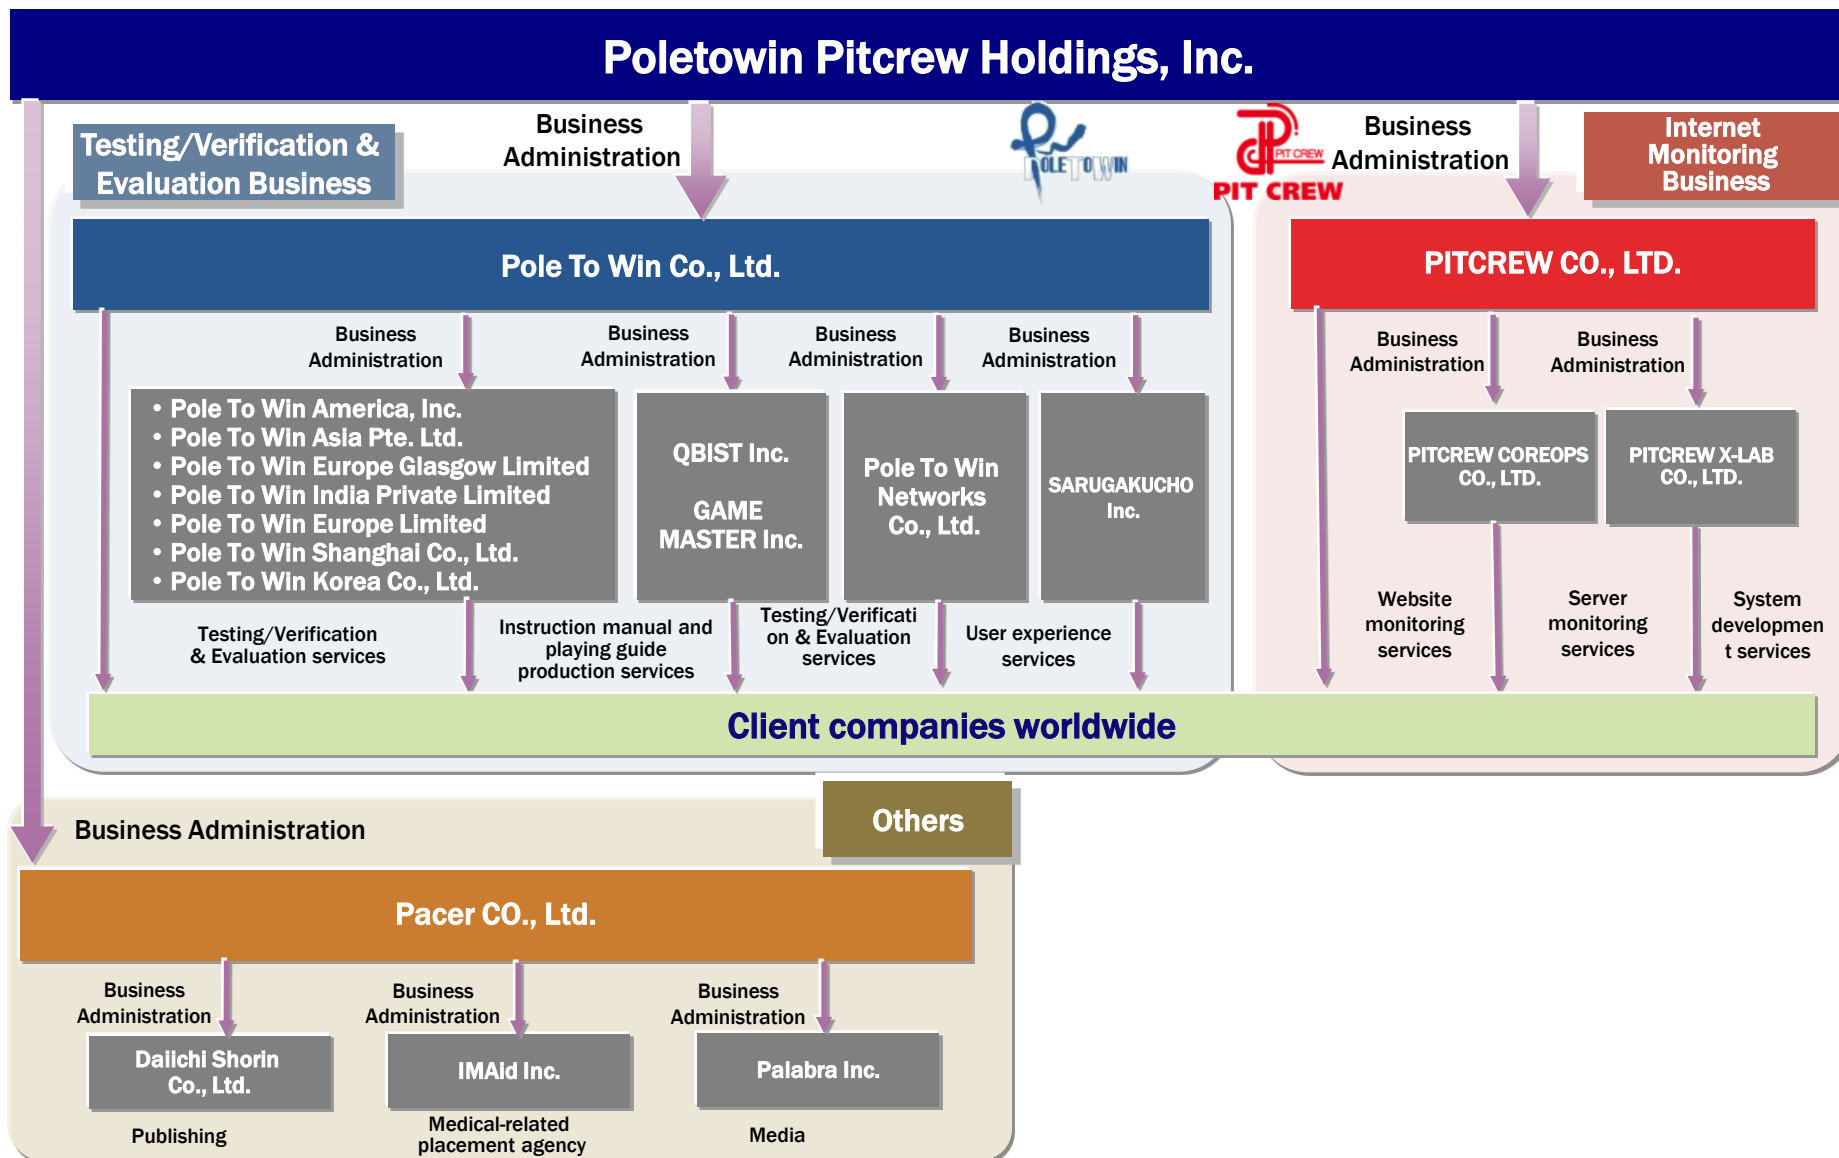 Poletowin Pitcrew Holdings, Inc.
Testing/Verification &
Evaluation Business
Business
Administration
POLETOWIN
PIT CREW
PIT CREW
Business
Administration
Internet
Monitoring
Business
Pole To Win Co., Ltd.
PITCREW CO., LTD.
Business
Administration
Business
Administration
Business
Administration
Business
Administration
Business
Administration
Business
Administration
• Pole To Win America, Inc.
• Pole To Win Asia Pte. Ltd.
• Pole To Win Europe Glasgow Limited
• Pole To Win India Private Limited
• Pole To Win Europe Limited
• Pole To Win Shanghai Co., Ltd.
• Pole To Win Korea Co., Ltd.
QBIST Inc.
GAME
MASTER Inc.
Pole To Win
Networks
Co., Ltd.
SARUGAKUCHO
Inc.
PITCREW COREOPS
CO., LTD.
PITCREW X-LAB
CO., LTD.
Testing/Verification
& Evaluation services
Instruction manual and
playing guide
production services
Testing/Verificati
on & Evaluation
services
User experience
services
Website
monitoring
services
Server
monitoring
services
System
developmen
t services
Client companies worldwide
Others
Business Administration
Pacer CO., Ltd.
Business
Administration
Business
Administration
Business
Administration
Daiichi Shorin
Co., Ltd.
IMAid Inc.
Palabra Inc.
Publishing
Medical-related
placement agency
Media